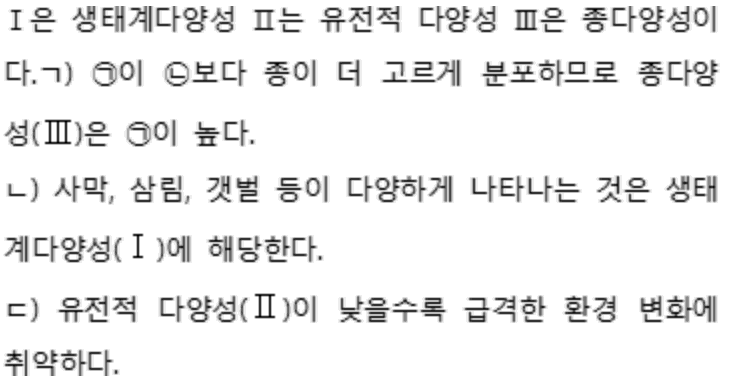 Ⅰ은 생태계다양성 Ⅱ는 유전적 다양성 Ⅲ은 종다양성이
다.ㄱ) ㉠이 ㉡보다 종이 더 고르게 분포하므로 종다양
성(Ⅲ)은 ㉠이 높다.
ㄴ) 사막, 삼림, 갯벌 등이 다양하게 나타나는 것은 생태
계다양성(Ⅰ)에 해당한다.
ㄷ) 유전적 다양성(Ⅱ)이 낮을수록 급격한 환경 변화에
취약하다.